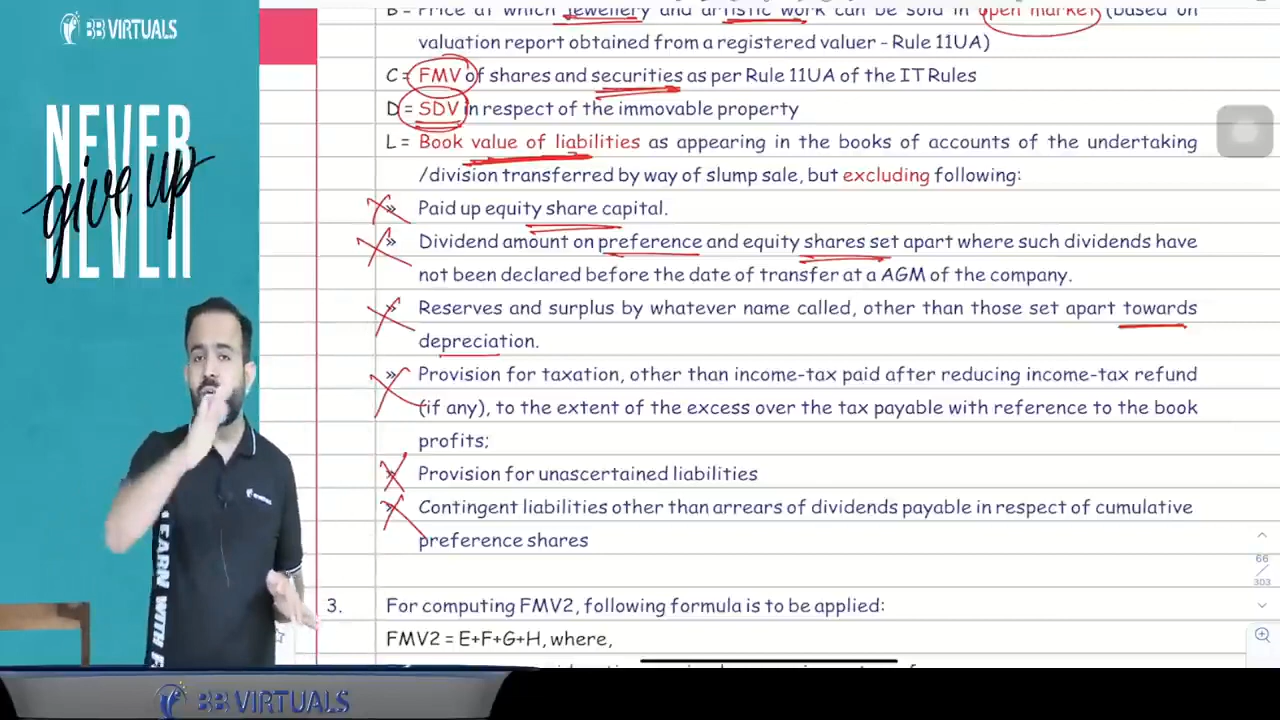 BB VIRTUALS
NEVER
give up
NEVER
B = Price at which jewellery and artistic work can be sold in open market (based on
valuation report obtained from a registered valuer - Rule 11UA)
C = FMV of shares and securities as per Rule 11UA of the IT Rules
D = SDV in respect of the immovable property
L = Book value of liabilities as appearing in the books of accounts of the undertaking
/division transferred by way of slump sale, but excluding following:
» Paid up equity share capital.
» Dividend amount on preference and equity shares set apart where such dividends have
not been declared before the date of transfer at a AGM of the company.
» Reserves and surplus by whatever name called, other than those set apart towards
depreciation.
» Provision for taxation, other than income-tax paid after reducing income-tax refund
(if any), to the extent of the excess over the tax payable with reference to the book
profits;
» Provision for unascertained liabilities
» Contingent liabilities other than arrears of dividends payable in respect of cumulative
preference shares
66
/
303
3. For computing FMV2, following formula is to be applied:
FMV2 = E+F+G+H, where,
LEARN WITH
BB VIRTUALS